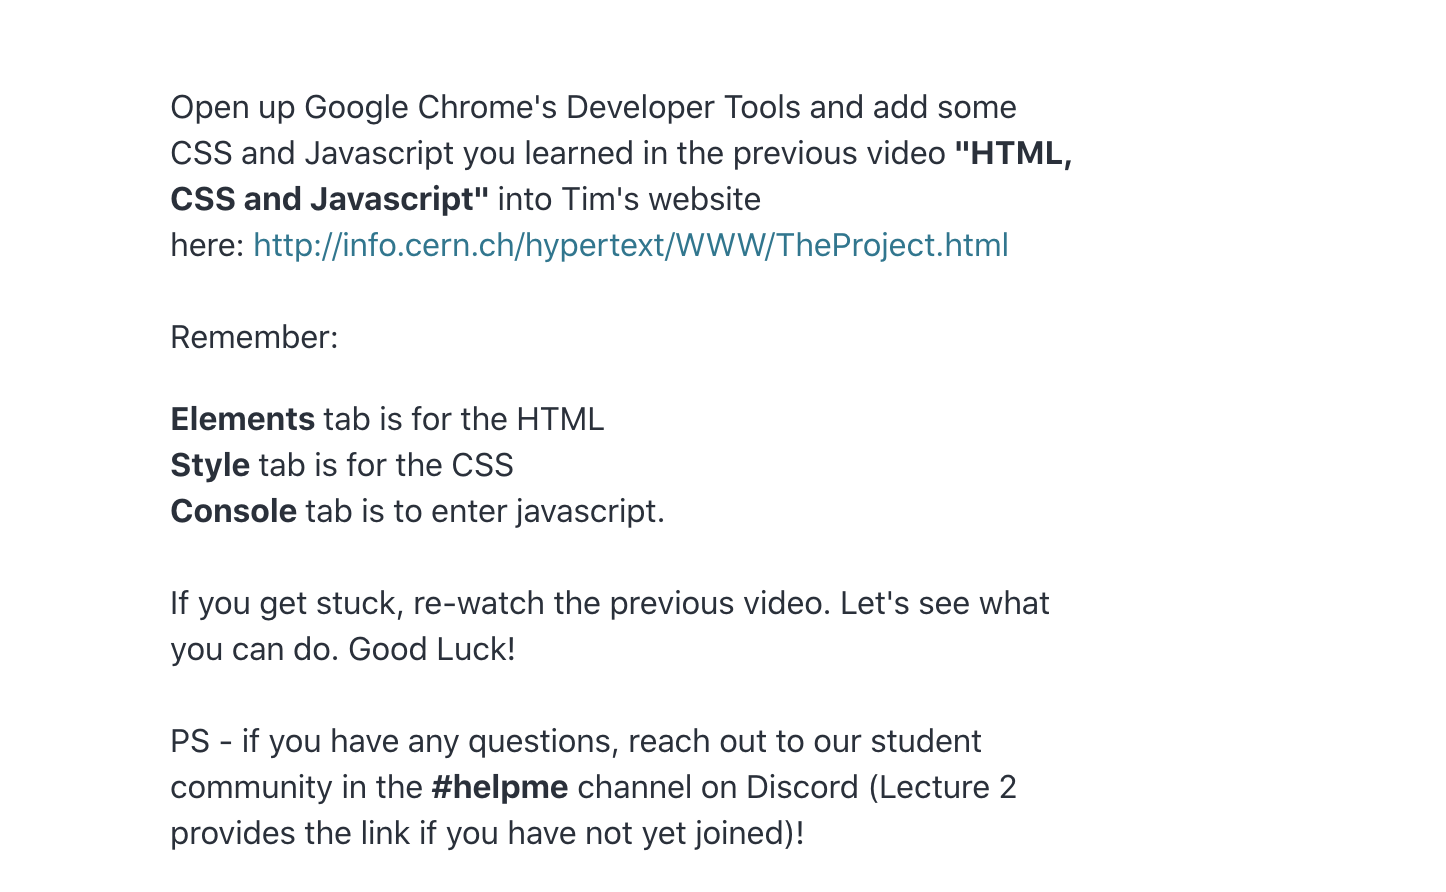 Open up Google Chrome's Developer Tools and add some
CSS and Javascript you learned in the previous video "HTML,
CSS and Javascript" into Tim's website
here: http://info.cern.ch/hypertext/WWW/TheProject.html
Remember:
Elements tab is for the HTML
Style tab is for the CSS
Console tab is to enter javascript.
If you get stuck, re-watch the previous video. Let's see what
you can do. Good Luck!
PS - if you have any questions, reach out to our student
community in the #helpme channel on Discord (Lecture 2
provides the link if you have not yet joined)!